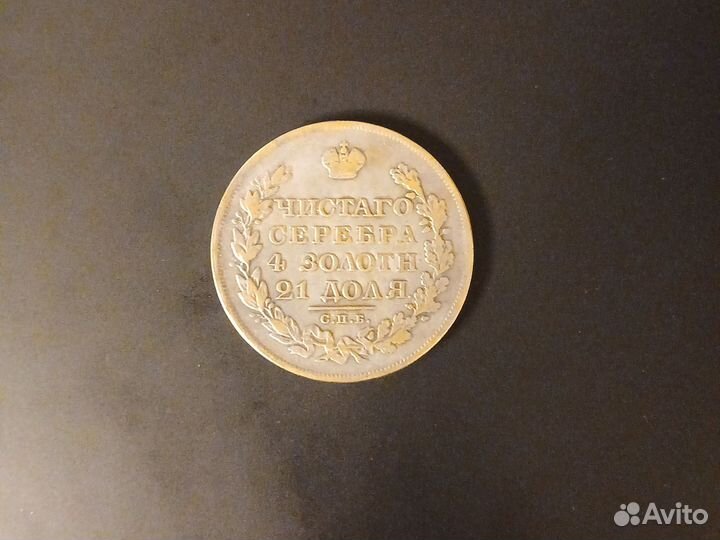 ЧИСТАГО
СЕРЕБРА
4 ЗОЛОТН
21 ДОЛЯ
С.П.Б.
Avito